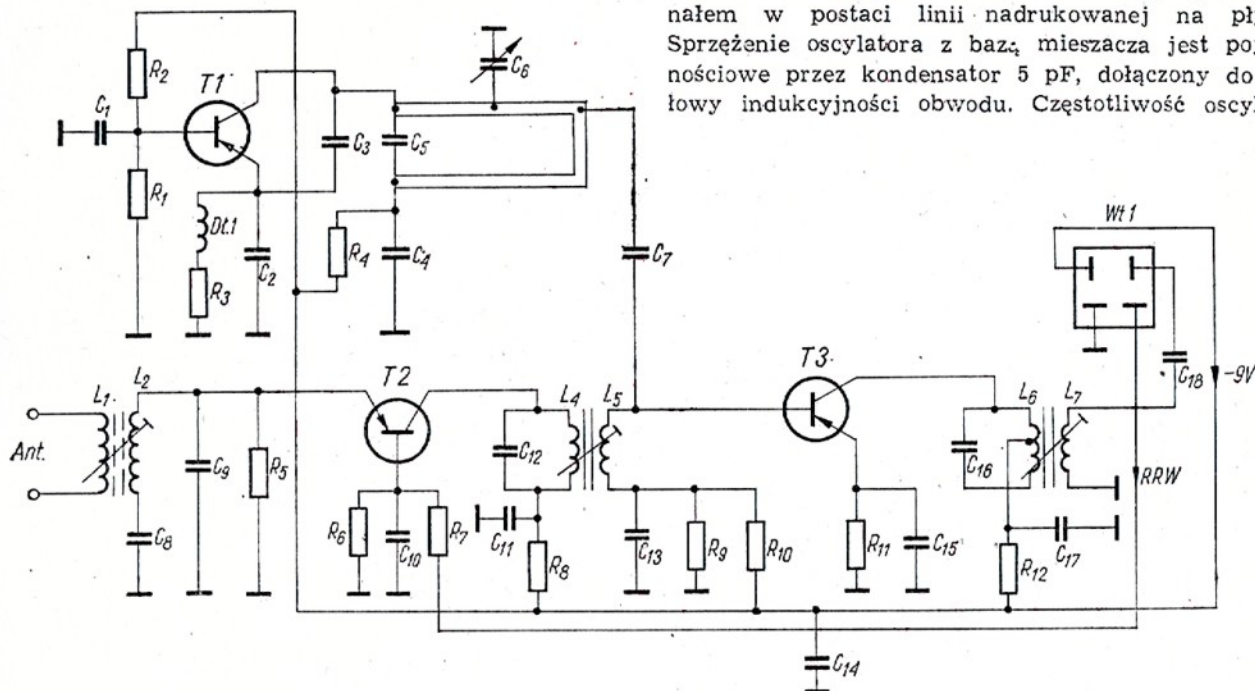 nałem w postaci linii nadrukowanej na pł
Sprzężenie oscylatora z bazą mieszacza jest po
nościowe przez kondensator 5 pF, dołączony do
łowy indukcyjności obwodu. Częstotliwość oscyl
R2
T1
C6
C1
C3
C5
R1
Dł.1
Wt 1
R4
C4
C7
C2
R3
T3
C18
-9V
L1
L2
T2
L4
L5
L6
L7
Ant.
C12
C16
RRW
C9
R5
C8
R6
C10
R7
C11
R8
C13
R9
R10
R11
C15
C17
R12
C14